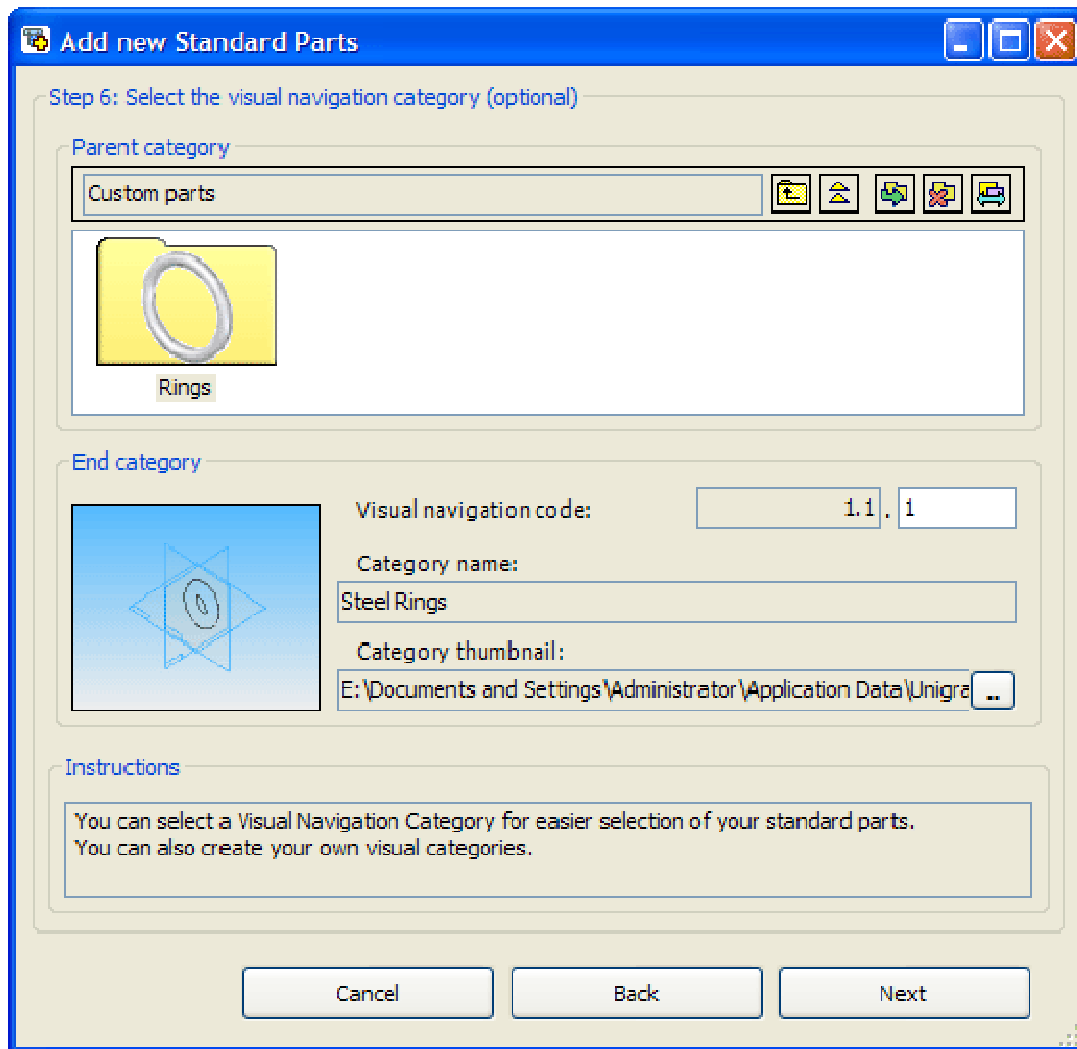 Add new Standard Parts
Step 6: Select the visual navigation category (optional)
Parent category
Custom parts
Rings
End category
Visual navigation code:
1.1 . 1
Category name:
Steel Rings
Category thumbnail:
E:\Documents and Settings\Administrator\Application Data\Unigra
...
Instructions
You can select a Visual Navigation Category for easier selection of your standard parts.
You can also create your own visual categories.
Cancel
Back
Next